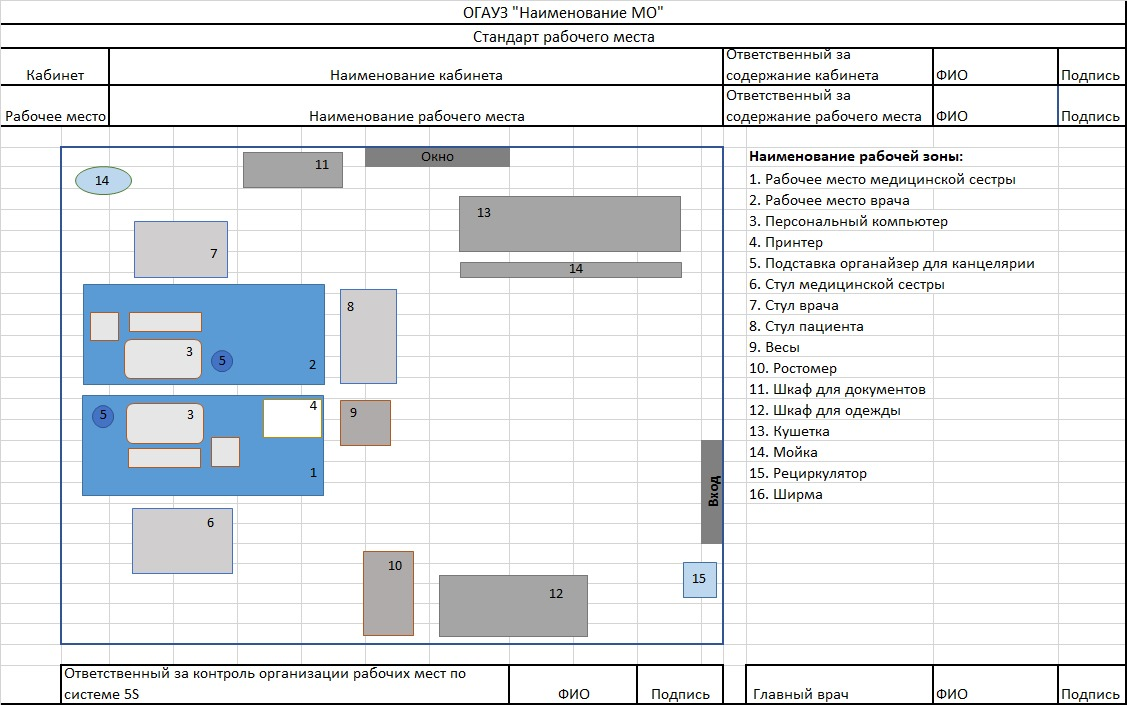 ОГАУЗ "Наименование МО"
Стандарт рабочего места
Кабинет
Наименование кабинета
Ответственный за
содержание кабинета
ФИО
Подпись
Рабочее место
Наименование рабочего места
Ответственный за
содержание рабочего места
ФИО
Подпись
Окно
11
14
13
7
14
8
3
5
2
5
3
4
9
1
Вход
6
10
12
15
Наименование рабочей зоны:
1. Рабочее место медицинской сестры
2. Рабочее место врача
3. Персональный компьютер
4. Принтер
5. Подставка органайзер для канцелярии
6. Стул медицинской сестры
7. Стул врача
8. Стул пациента
9. Весы
10. Ростомер
11. Шкаф для документов
12. Шкаф для одежды
13. Кушетка
14. Мойка
15. Рециркулятор
16. Ширма
Ответственный за контроль организации рабочих мест по
системе 5S
ФИО
Подпись
Главный врач
ФИО
Подпись